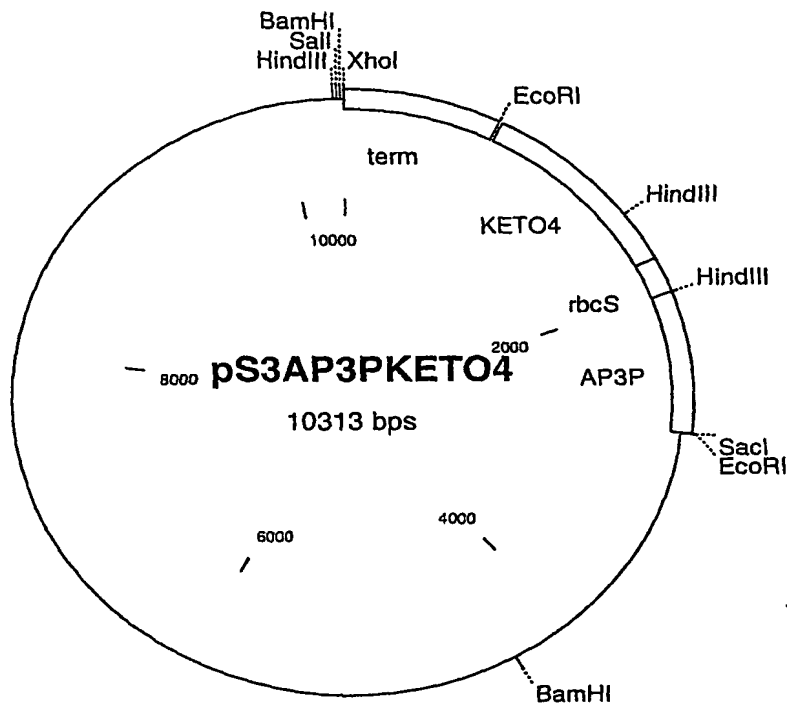 BamHI
SalI
HindIII XhoI
EcoRI
term
HindIII
KETO4
10000
HindIII
rbcS
2000
pS3AP3PKETO4
8000
AP3P
10313 bps
SacI
EcoRI
4000
6000
BamHI